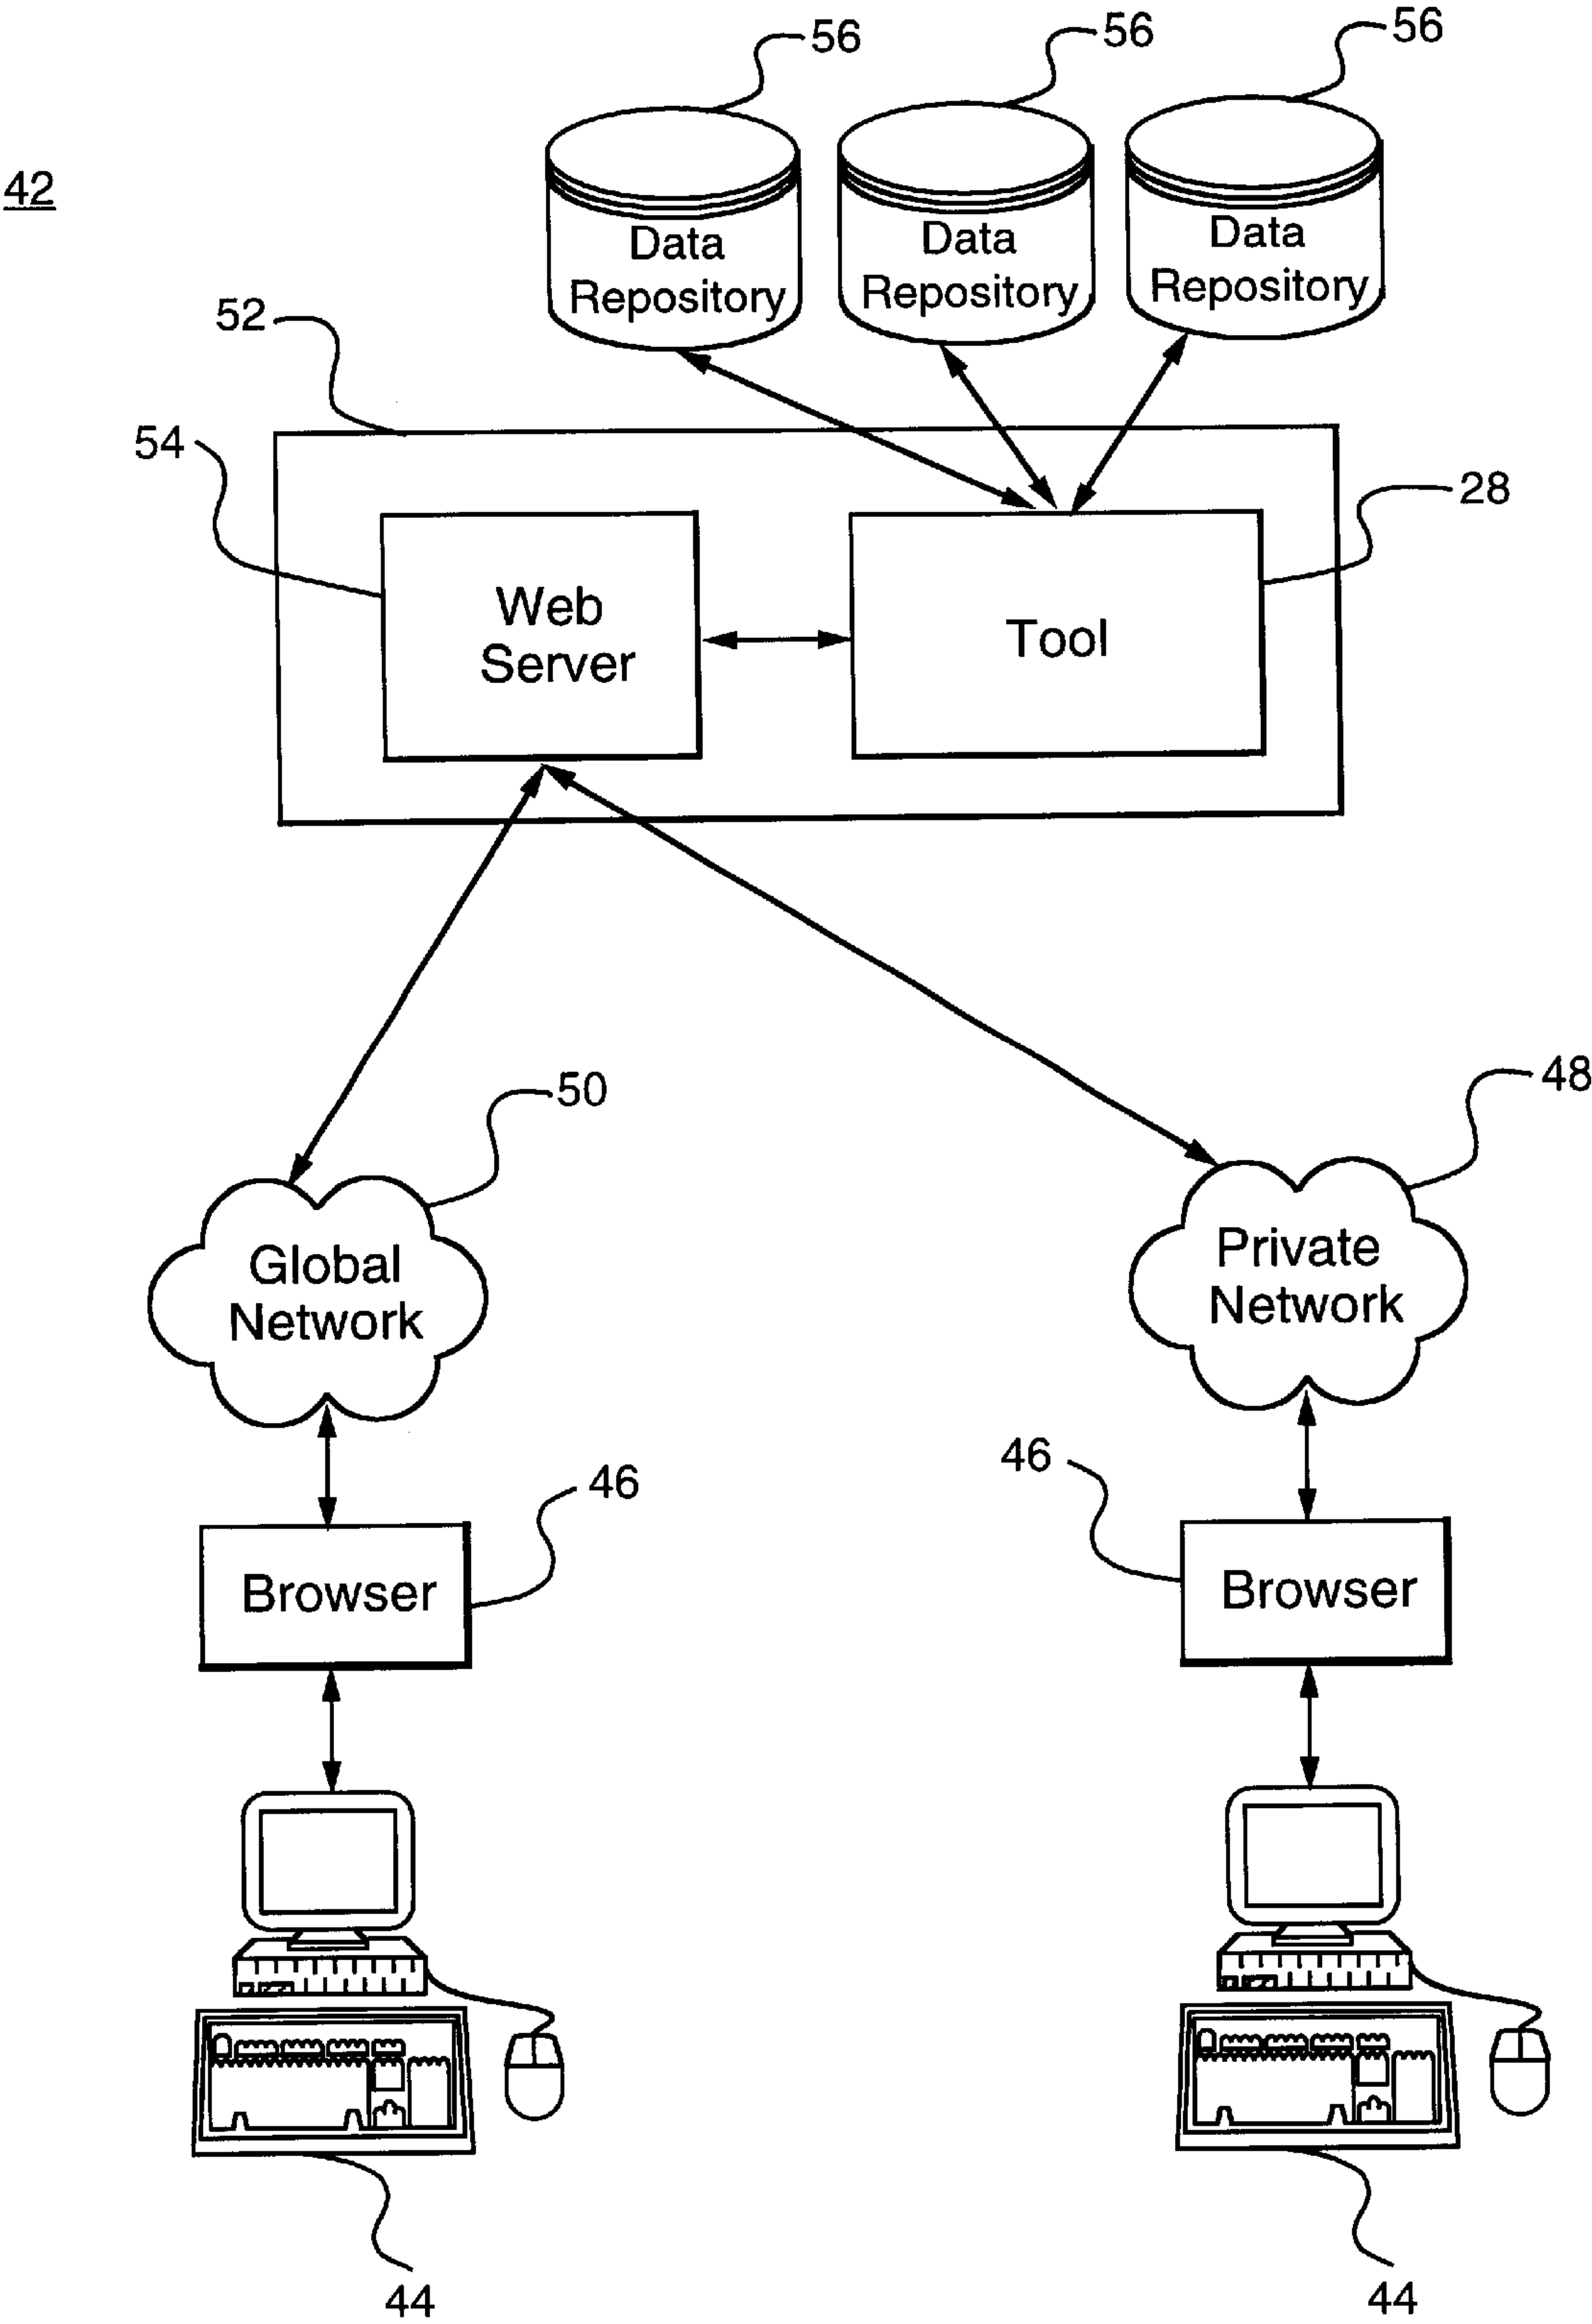 56
56
56
42
Data
Repository
Data
Repository
Data
Repository
52
54
28
Web
Server
Tool
50
48
Global
Network
Private
Network
46
46
Browser
Browser
44
44